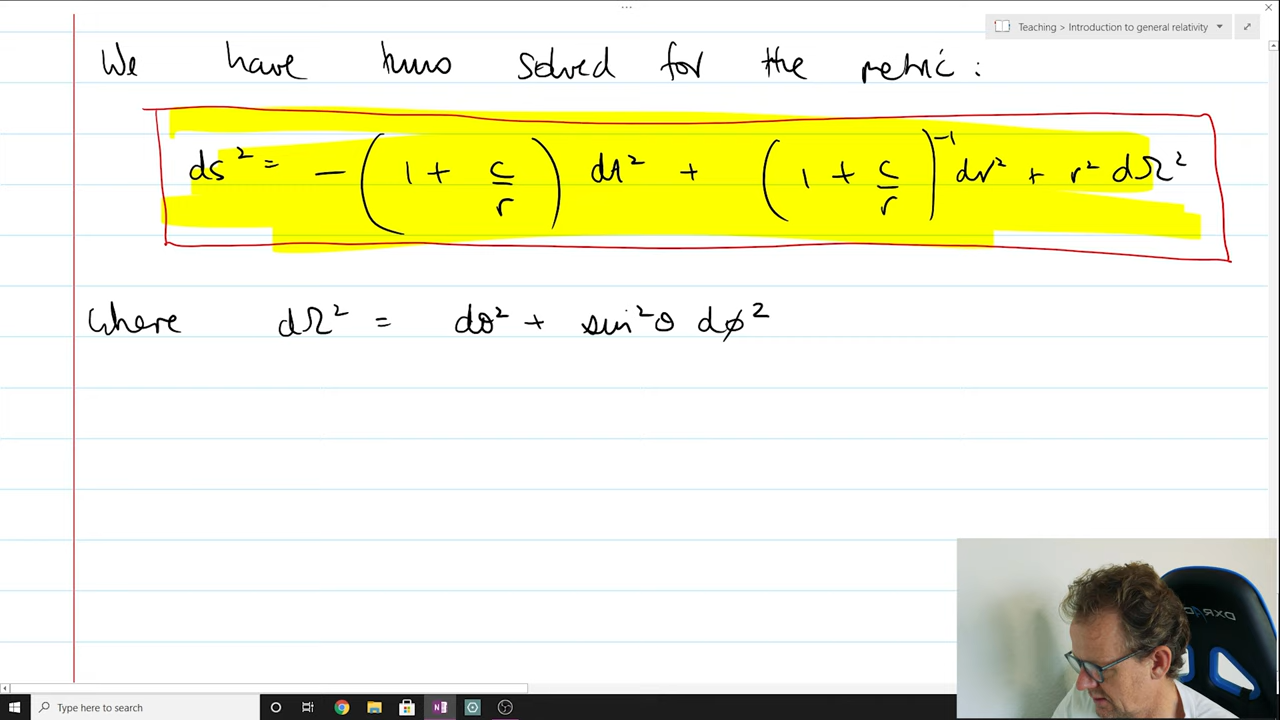 Teaching > Introduction to general relativity
We have thus solved for the metric:
ds² = - (1 + c/r) dt² + (1 + c/r)⁻¹ dr² + r² dΩ²
where dΩ² = dθ² + sin²θ dϕ²
DXRacer
Type here to search